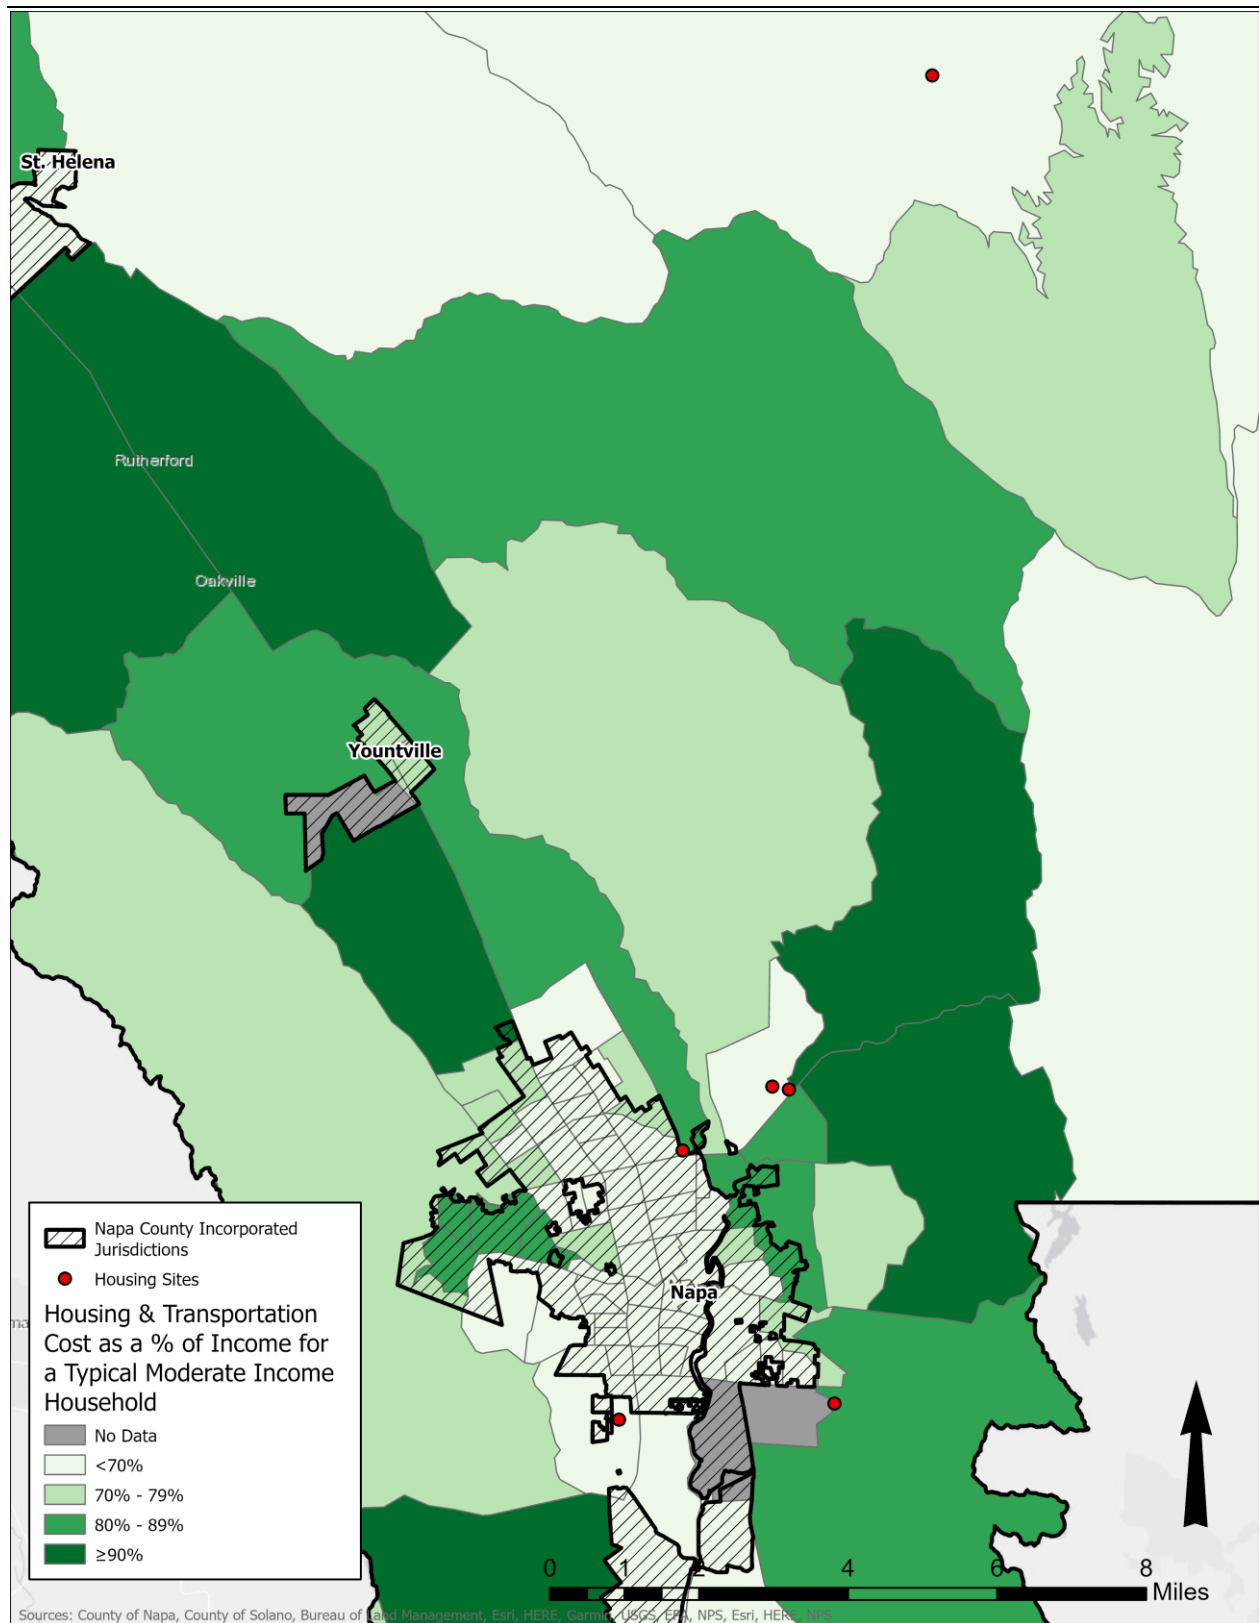 St. Helena
Rutherford
Oakville
Yountville
Napa
Napa County Incorporated
Jurisdictions
Housing Sites
Housing & Transportation
Cost as a % of Income for
a Typical Moderate Income
Household
No Data
<70%
70% - 79%
80% - 89%
≥90%
ma
0 1 2 4 6 8
Miles
Sources: County of Napa, County of Solano, Bureau of Land Management, Esri, HERE, Garmin, USGS, EPA, NPS, Esri, HERE, NPS